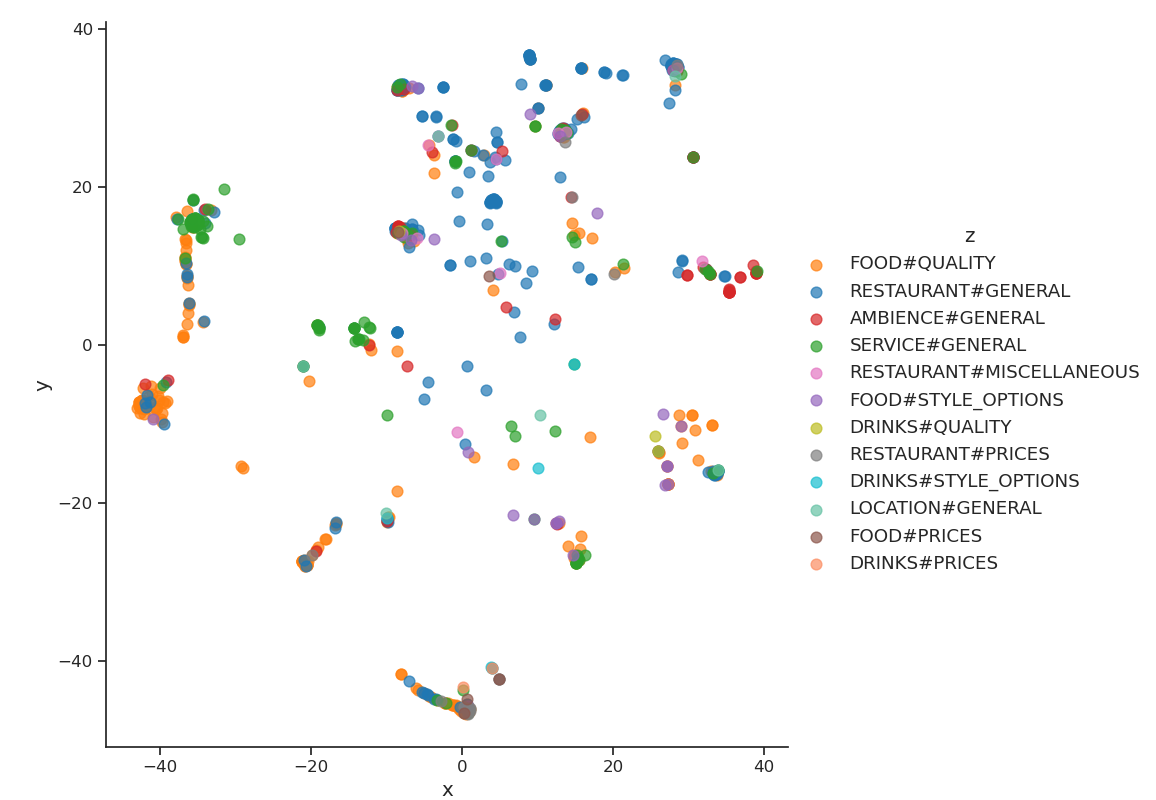 40
20
0
−20
−40
y
−40
−20
0
20
40
x
z
FOOD#QUALITY
RESTAURANT#GENERAL
AMBIENCE#GENERAL
SERVICE#GENERAL
RESTAURANT#MISCELLANEOUS
FOOD#STYLE_OPTIONS
DRINKS#QUALITY
RESTAURANT#PRICES
DRINKS#STYLE_OPTIONS
LOCATION#GENERAL
FOOD#PRICES
DRINKS#PRICES